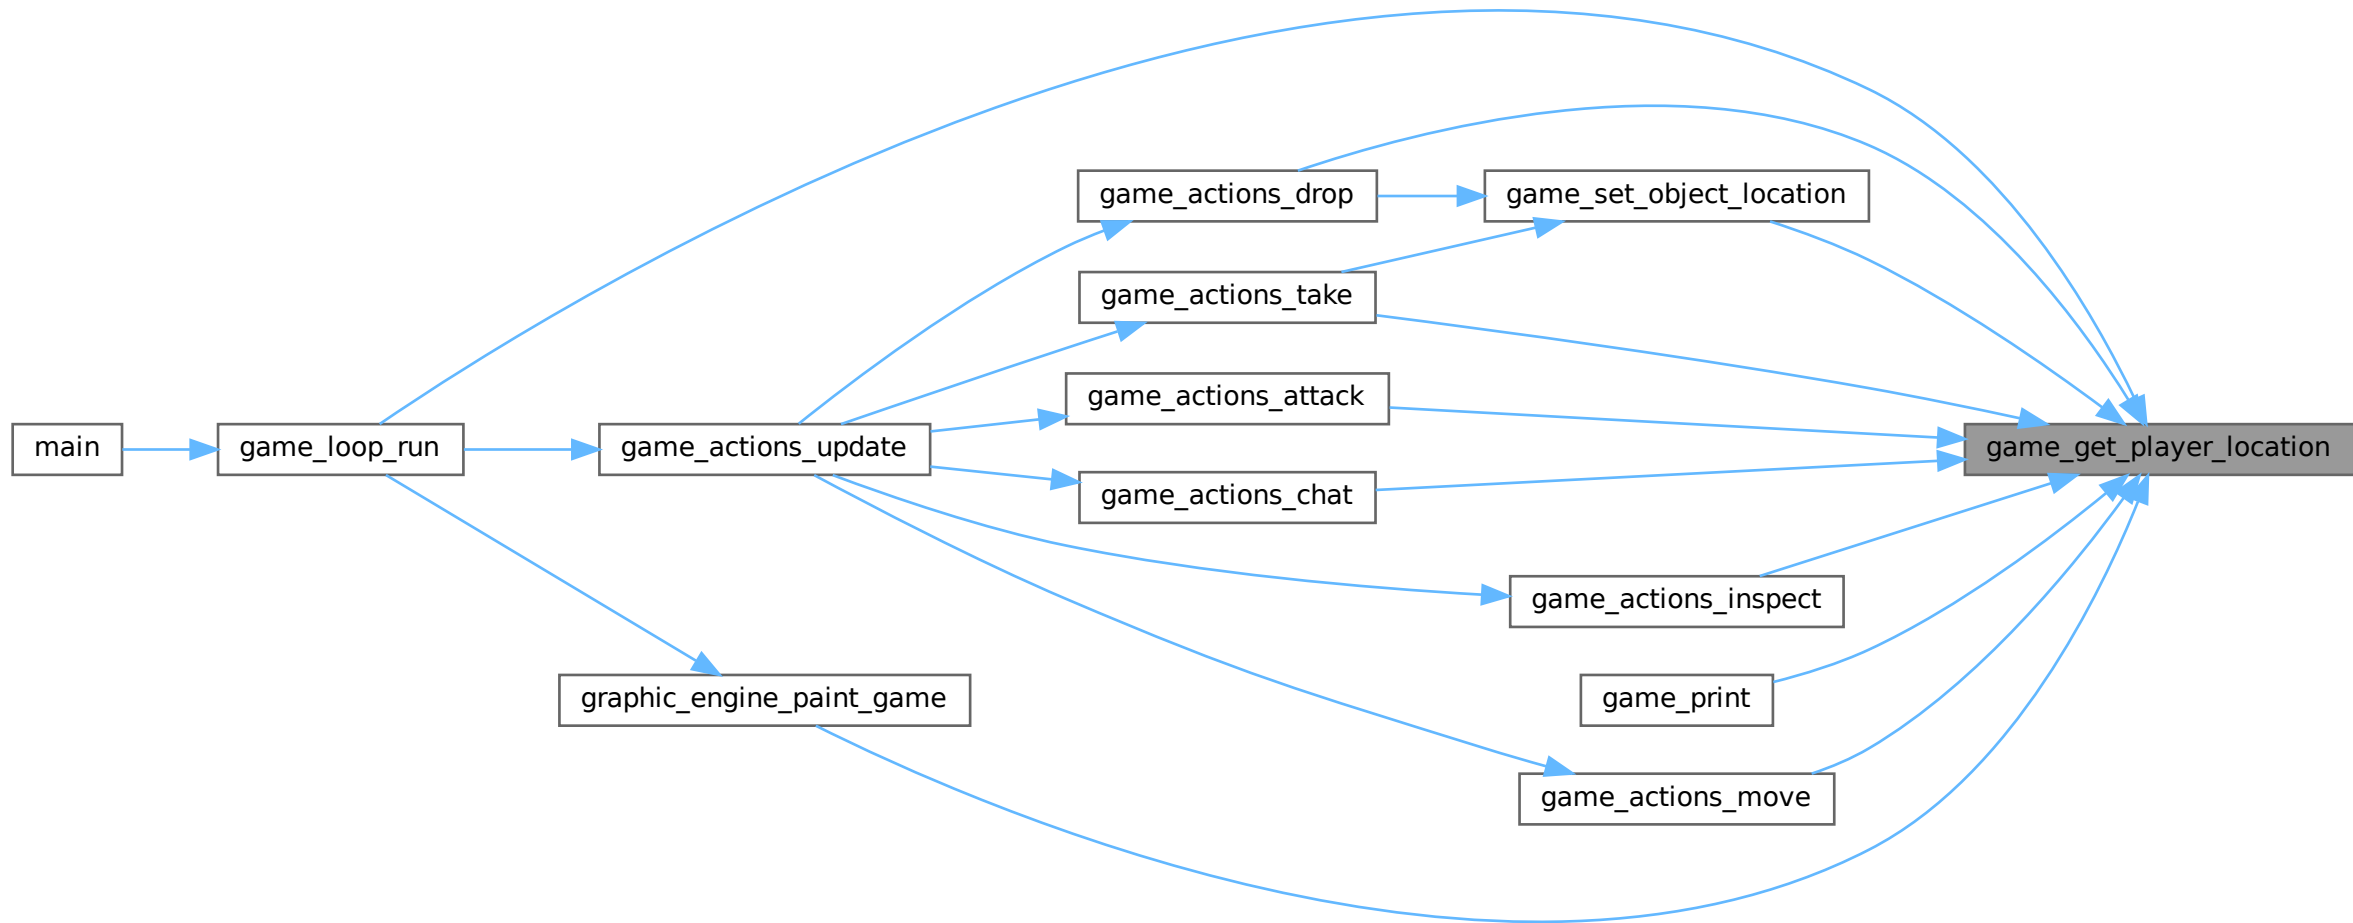 game_actions_drop
game_set_object_location
game_actions_take
game_actions_attack
main
game_loop_run
game_actions_update
game_get_player_location
game_actions_chat
game_actions_inspect
graphic_engine_paint_game
game_print
game_actions_move